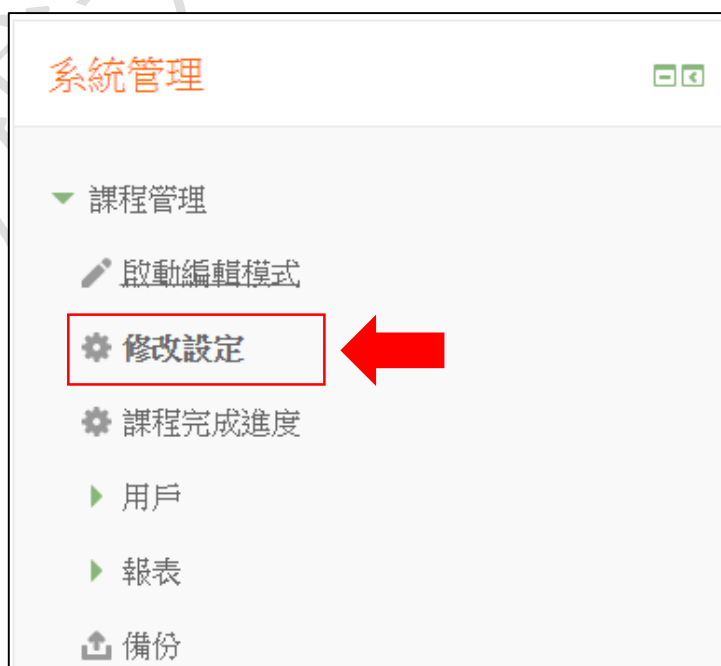 系統管理
課程管理
啟動編輯模式
修改設定
課程完成進度
用戶
報表
備份